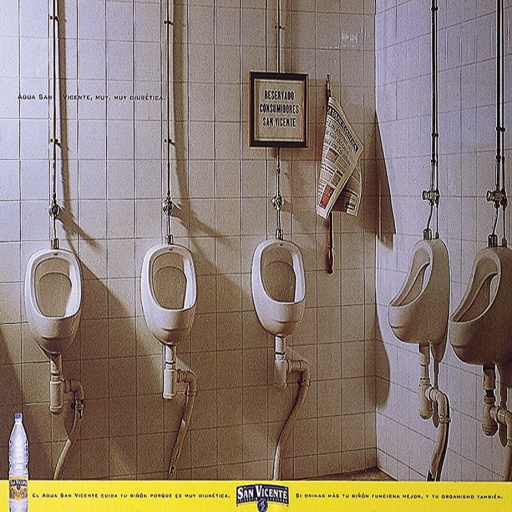 Agua San Vicente, muy, muy diurética.
RESERVADO
CONSUMIDORES
SAN VICENTE
El Agua San Vicente cuida tu riñón porque es muy diurética.
San Vicente
Si orinas más tu riñón funciona mejor, y tu organismo también.